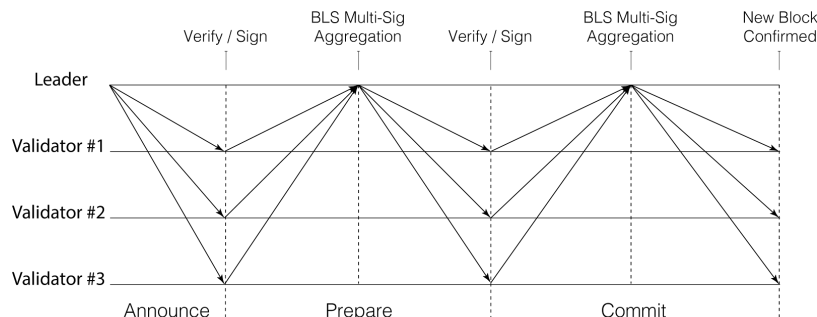 Verify / Sign
BLS Multi-Sig
Aggregation
Verify / Sign
BLS Multi-Sig
Aggregation
New Block
Confirmed
Leader
Validator #1
Validator #2
Validator #3
Announce
Prepare
Commit